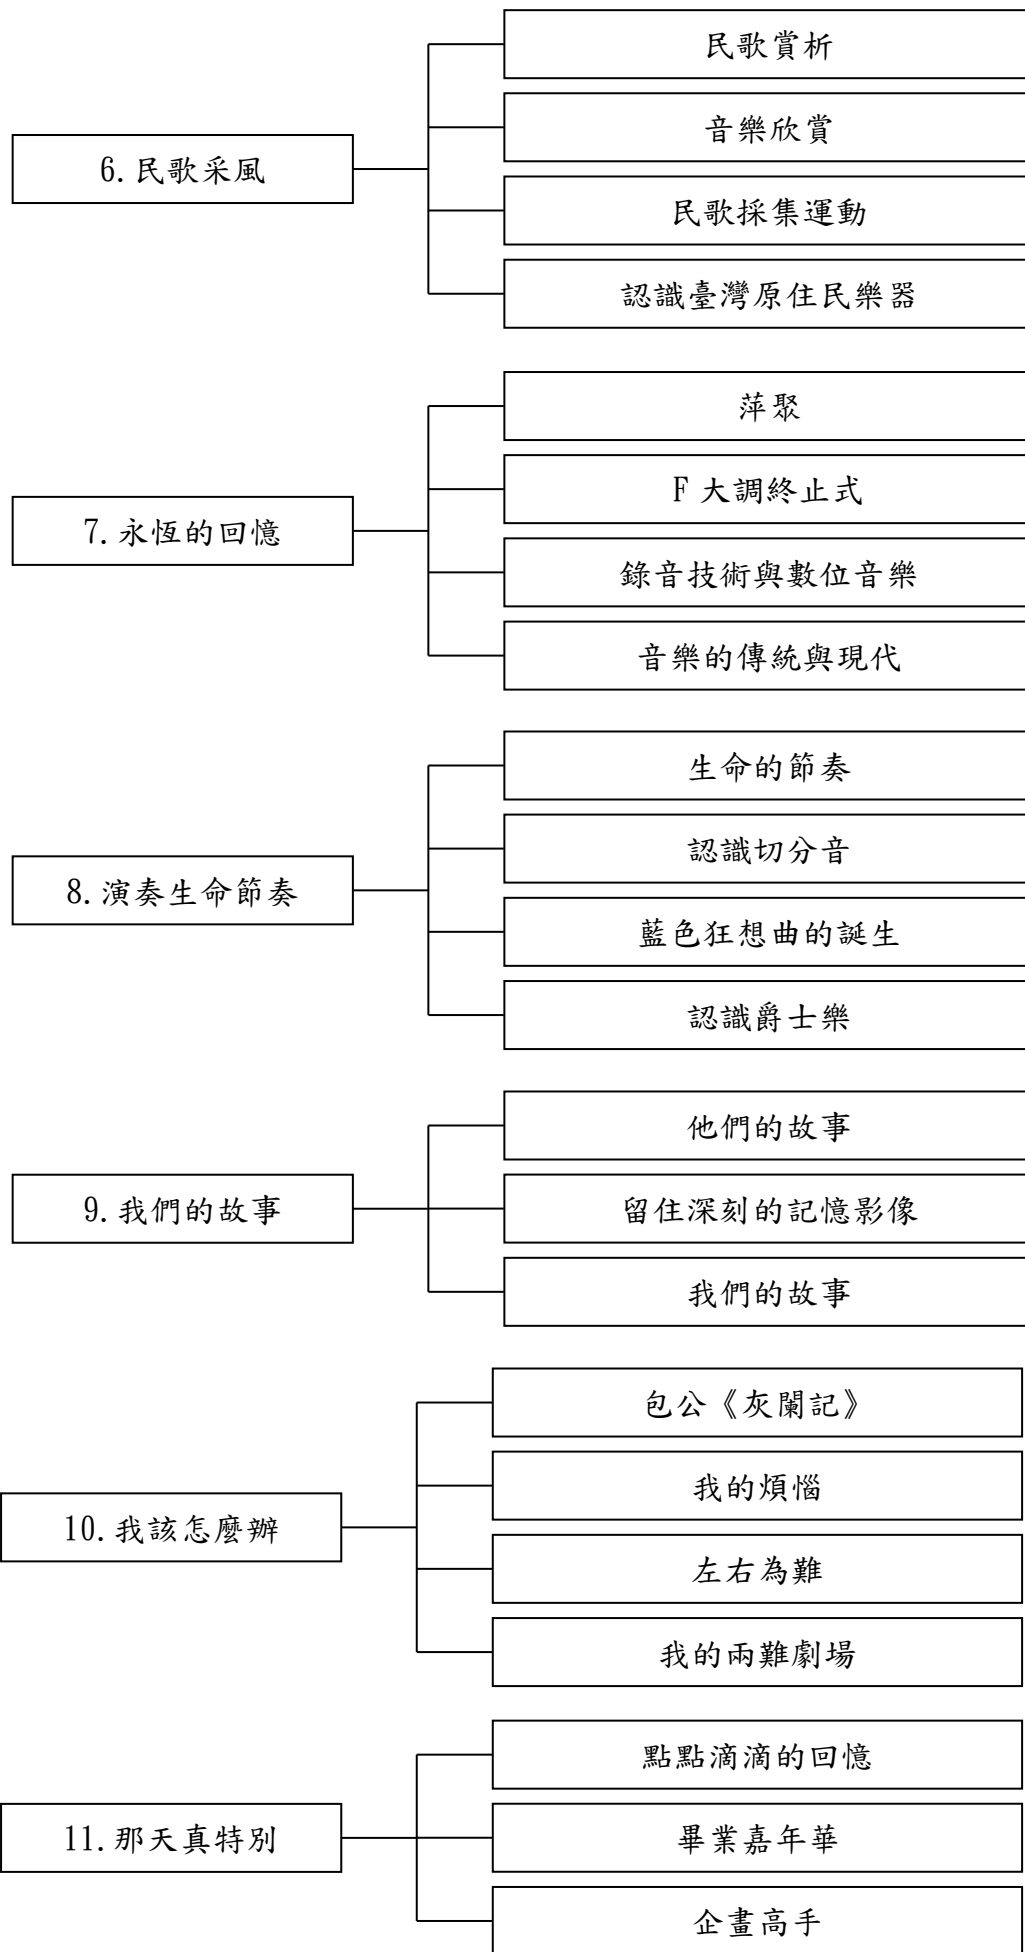 6.民歌采風
民歌賞析
音樂欣賞
民歌採集運動
認識臺灣原住民樂器
7.永恆的回憶
萍聚
F 大調終止式
錄音技術與數位音樂
音樂的傳統與現代
8.演奏生命節奏
生命的節奏
認識切分音
藍色狂想曲的誕生
認識爵士樂
9.我們的故事
他們的故事
留住深刻的記憶影像
我們的故事
10.我該怎麼辦
包公《灰闌記》
我的煩惱
左右為難
我的兩難劇場
11.那天真特別
點點滴滴的回憶
畢業嘉年華
企畫高手